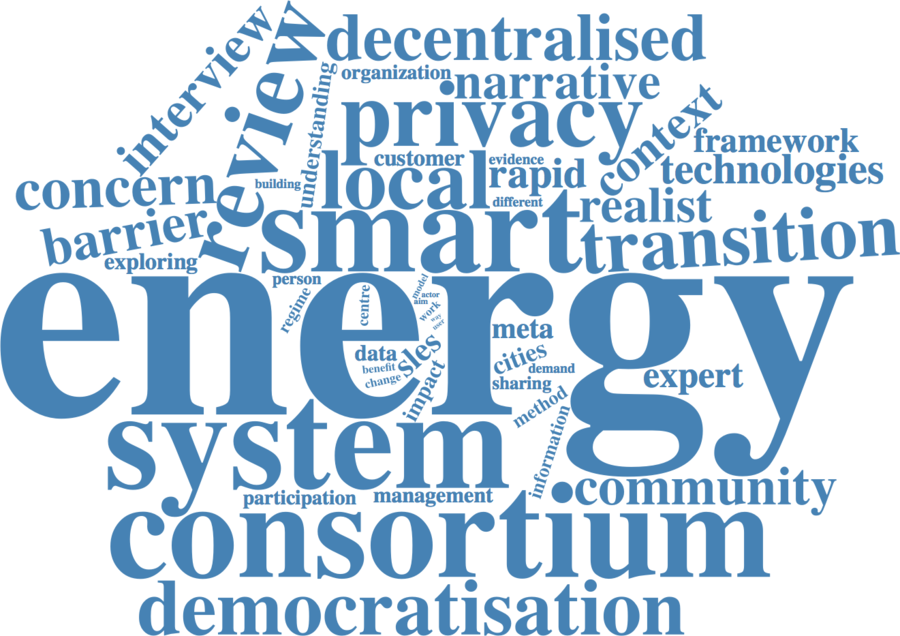 interview
decentralised
organization
narrative
review
understanding
privacy
context
framework
customer
evidence
technologies
concern
building
local
rapid
different
realist
barrier
smart
transition
exploring
person
energy
regime
centre
model
actor
aim
work
way
user
meta
data
sles
cities
benefit
demand
change
sharing
expert
impact
method
system
information
participation
management
community
consortium
democratisation